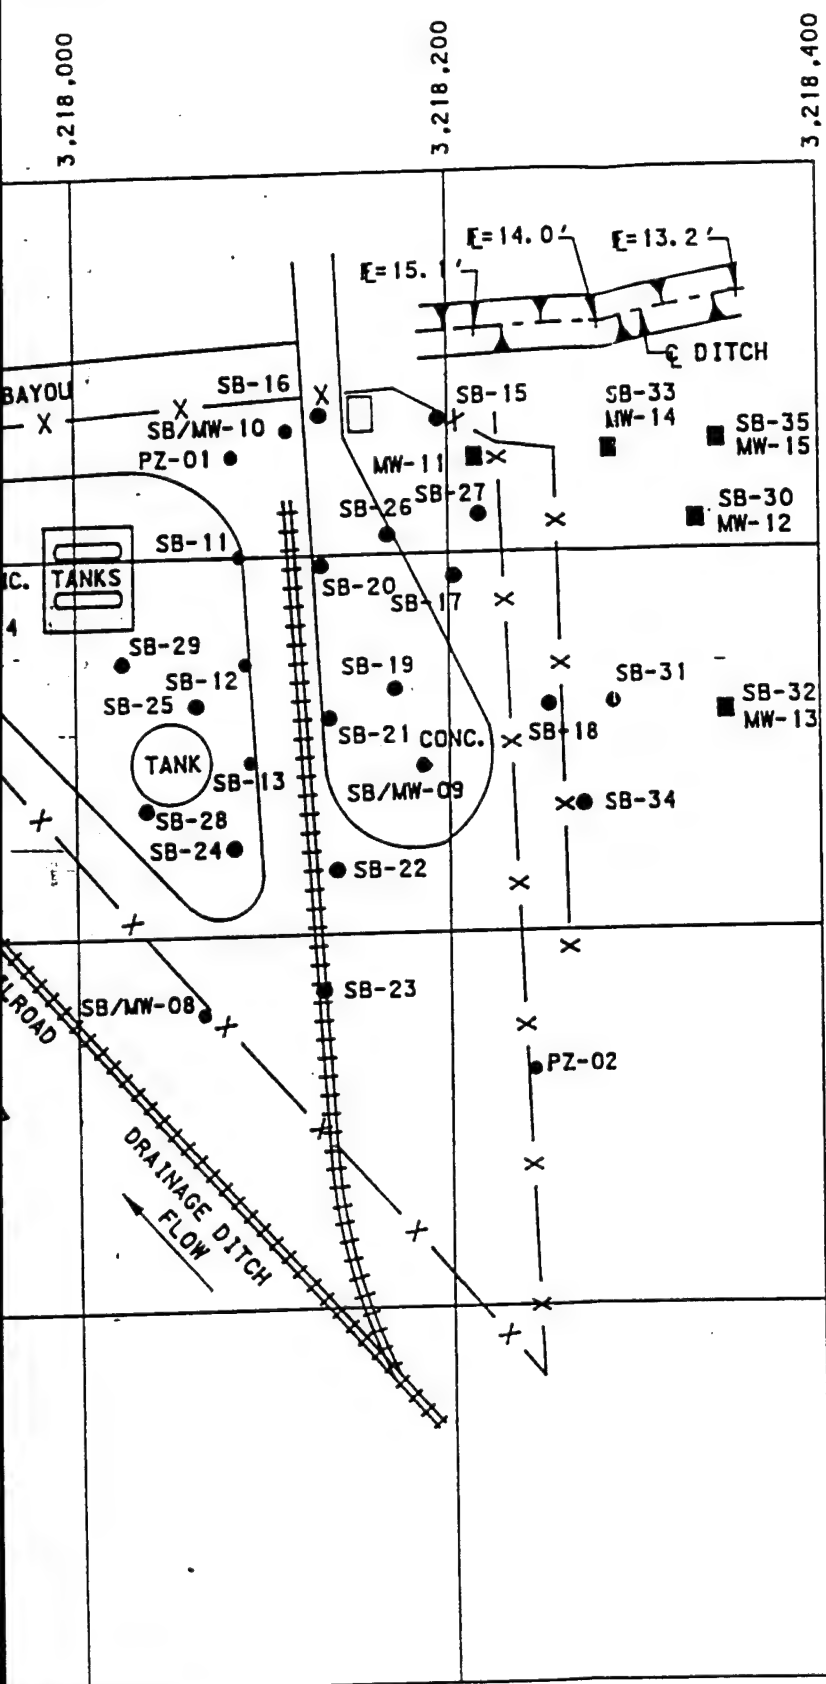 3,218,000
3,218,200
3,218,400
℄=14.0′
℄=13.2′
℄=15.1′
℄ DITCH
BAYOU
SB-16
SB-15
SB-33
MW-14
SB-35
MW-15
SB/MW-10
PZ-01
MW-11
SB-27
SB-26
SB-30
MW-12
SB-11
TANKS
SB-20
SB-17
4
SB-29
SB-12
SB-25
SB-19
SB-31
SB-32
MW-13
SB-21
CONC.
SB-18
TANK
SB-13
SB/MW-09
SB-34
SB-28
SB-24
SB-22
SB-23
SB/MW-08
PZ-02
DRAINAGE DITCH
FLOW